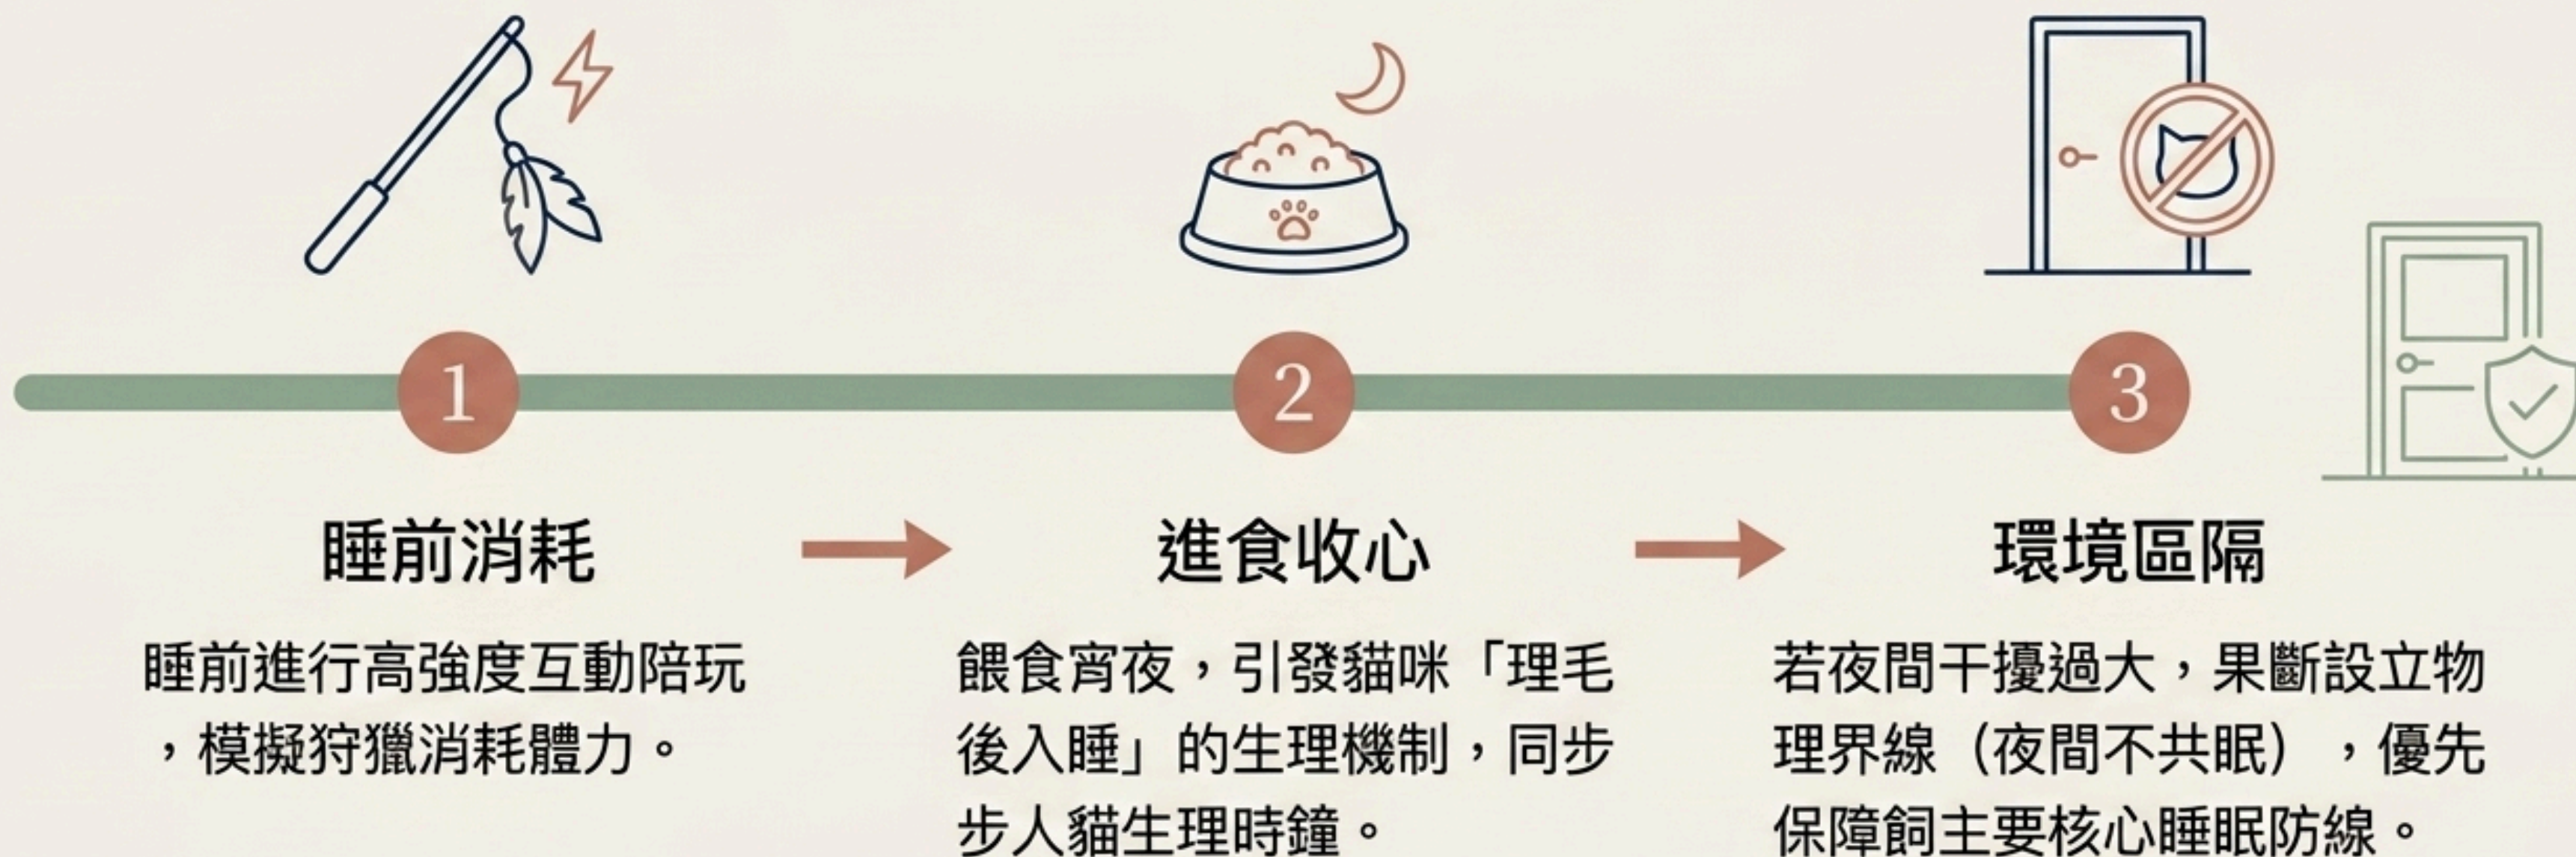 1
2
3
睡前消耗
進食收心
環境區隔
睡前進行高強度互動陪玩
，模擬狩獵消耗體力。
餵食宵夜，引發貓咪「理毛
後入睡」的生理機制，同步
步人貓生理時鐘。
若夜間干擾過大，果斷設立物
理界線（夜間不共眠），優先
保障飼主要核心睡眠防線。